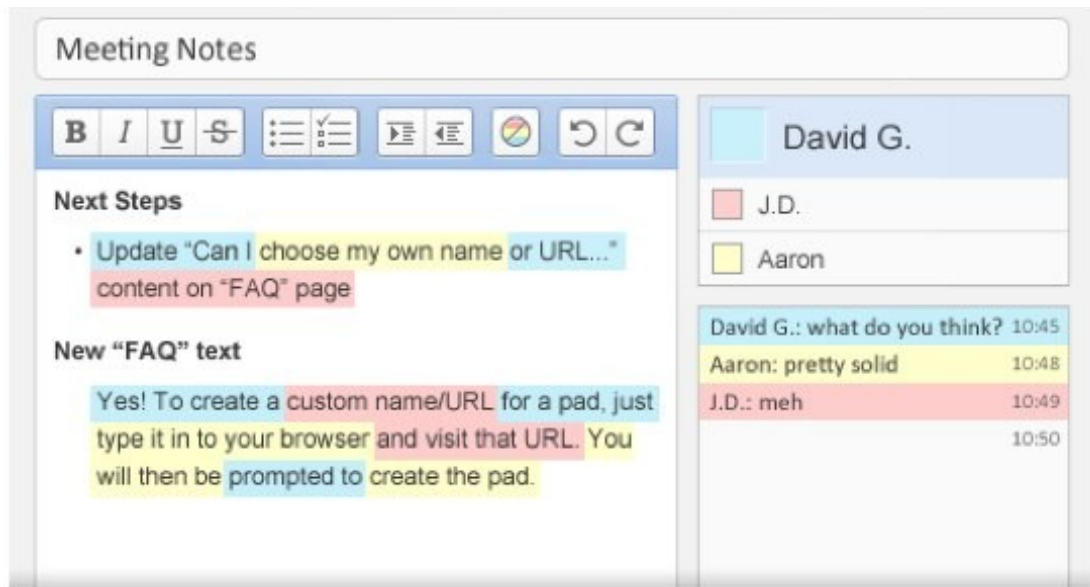 Meeting Notes
B I U S
Next Steps
• Update “Can I choose my own name or URL...”
content on “FAQ” page
New “FAQ” text
Yes! To create a custom name/URL for a pad, just
type it in to your browser and visit that URL. You
will then be prompted to create the pad.
David G.
J.D.
Aaron
David G.: what do you think? 10:45
Aaron: pretty solid 10:48
J.D.: meh 10:49
10:50